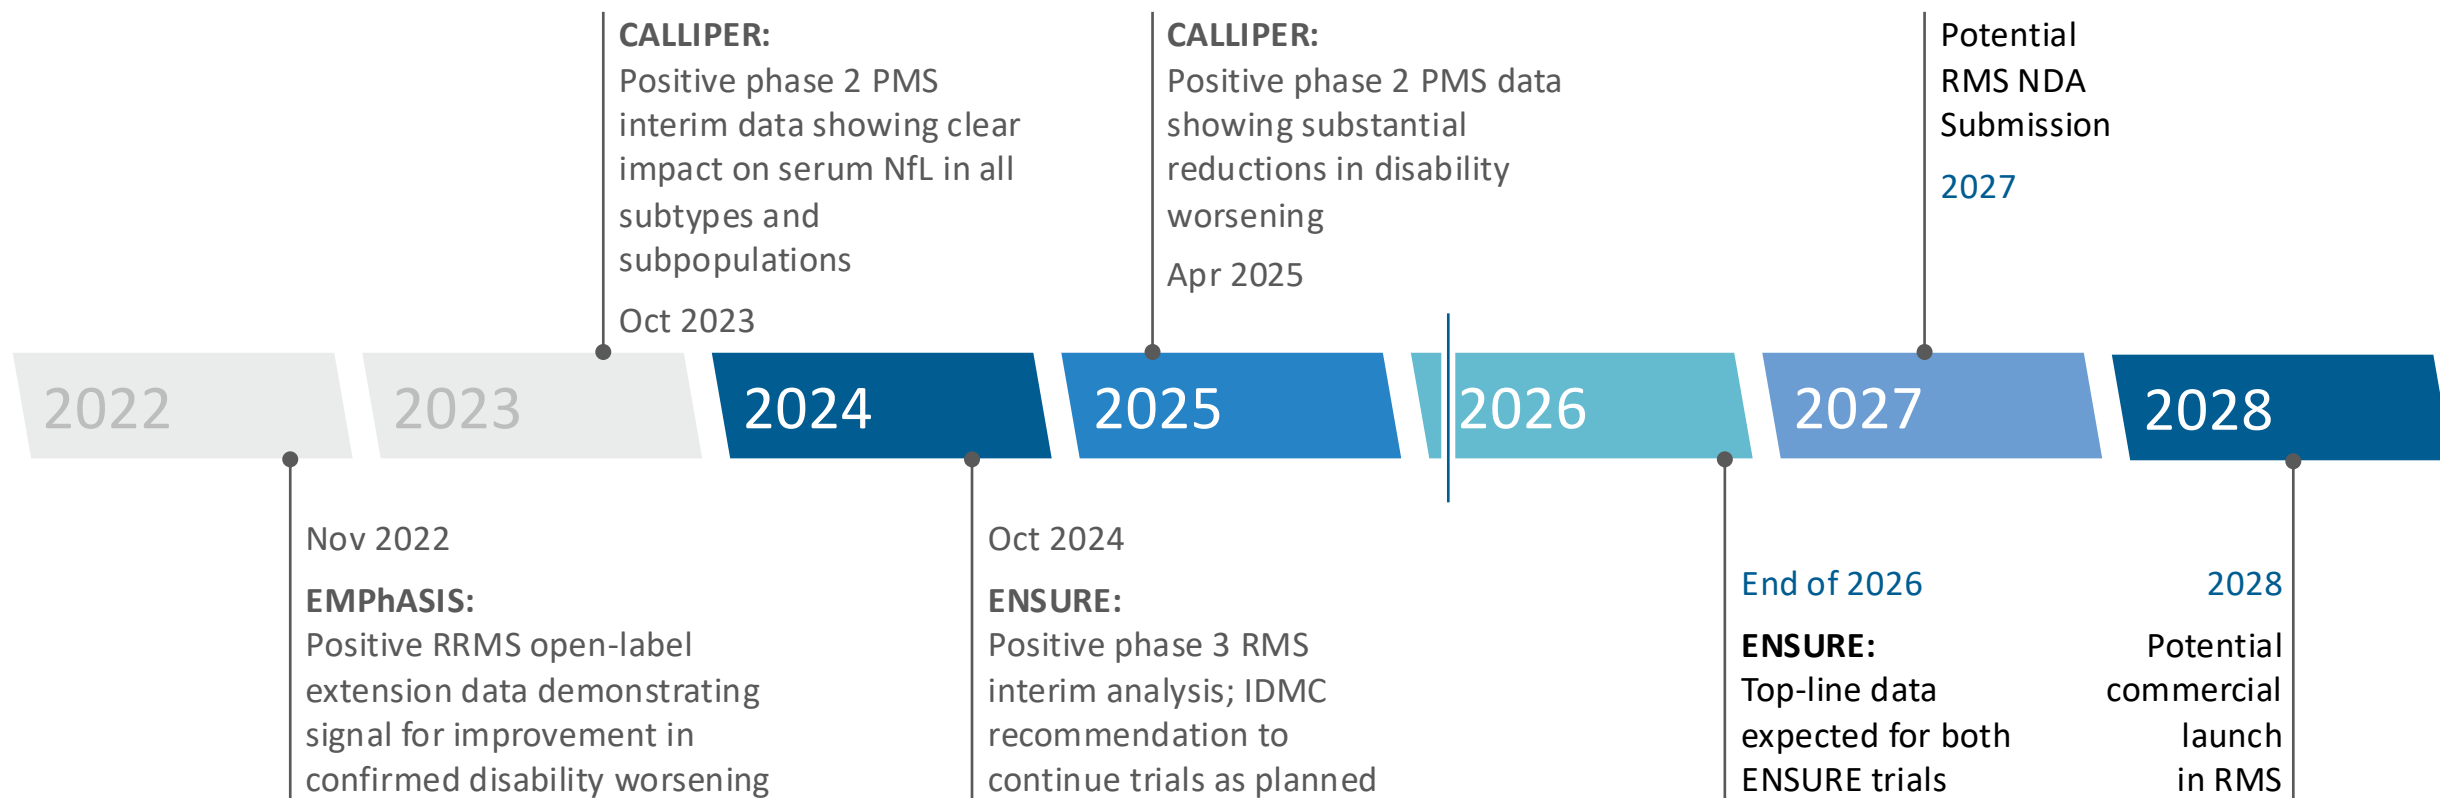 CALLIPER:
Positive phase 2 PMS
interim data showing clear
impact on serum NfL in all
subtypes and
subpopulations
Oct 2023
CALLIPER:
Positive phase 2 PMS data
showing substantial
reductions in disability
worsening
Apr 2025
Potential
RMS NDA
Submission
2027
2022
2023
2024
2025
2026
2027
2028
Nov 2022
EMPhASIS:
Positive RRMS open-label
extension data demonstrating
signal for improvement in
confirmed disability worsening
Oct 2024
ENSURE:
Positive phase 3 RMS
interim analysis; IDMC
recommendation to
continue trials as planned
End of 2026
ENSURE:
Top-line data
expected for both
ENSURE trials
2028
Potential
commercial
launch
in RMS